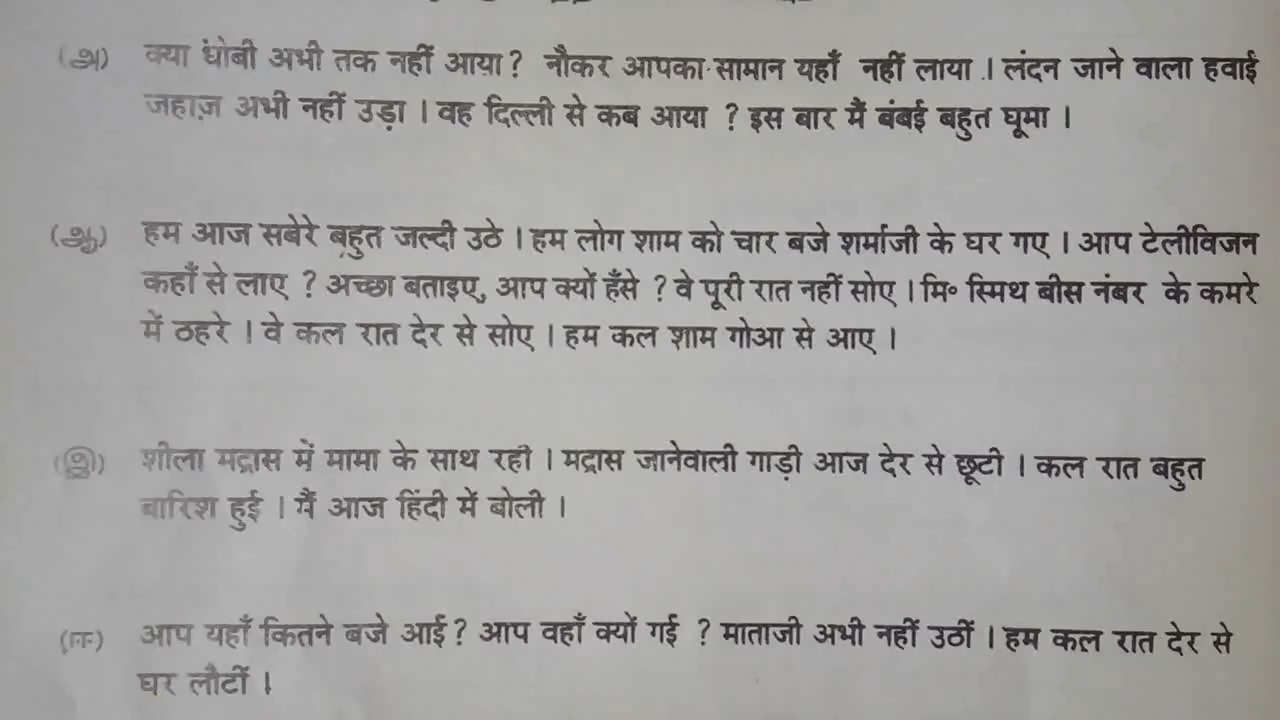 (அ) क्या धोबी अभी तक नहीं आया? नौकर आपका सामान यहाँ नहीं लाया । लंदन जाने वाला हवाई
जहाज़ अभी नहीं उड़ा । वह दिल्ली से कब आया ? इस बार मैं बंबई बहुत घूमा ।
(ஆ) हम आज सबेरे बहुत जल्दी उठे । हम लोग शाम को चार बजे शर्माजी के घर गए । आप टेलीविजन
कहाँ से लाए ? अच्छा बताइए, आप क्यों हँसे ? वे पूरी रात नहीं सोए । मि॰ स्मिथ बीस नंबर के कमरे
में ठहरे । वे कल रात देर से सोए । हम कल शाम गोआ से आए ।
(இ) शीला मद्रास में मामा के साथ रही । मद्रास जानेवाली गाड़ी आज देर से छूटी । कल रात बहुत
बारिश हुई । मैं आज हिंदी में बोली ।
(ஈ) आप यहाँ कितने बजे आई? आप वहाँ क्यों गई ? माताजी अभी नहीं उठीं । हम कल रात देर से
घर लौटीं ।